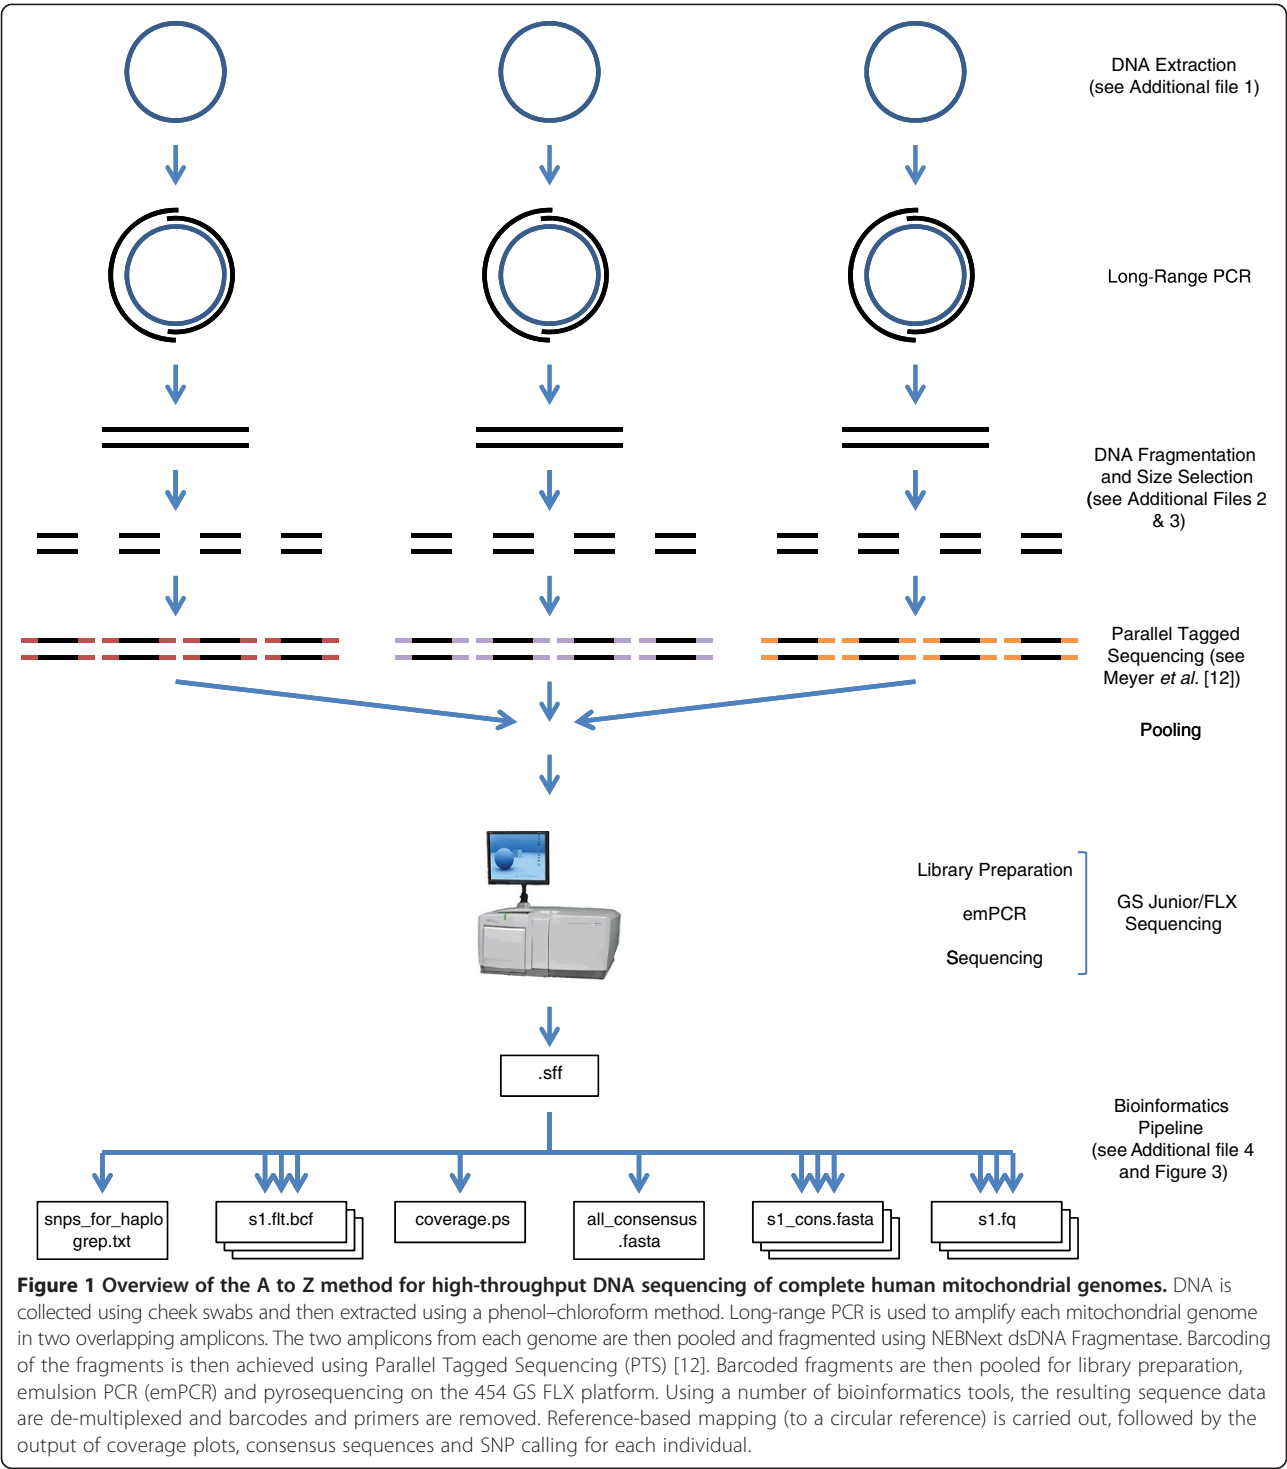 DNA Extraction
(see Additional file 1)
Long-Range PCR
DNA Fragmentation
and Size Selection
(see Additional Files 2
& 3)
Parallel Tagged
Sequencing (see
Meyer et al. [12])
Pooling
Library Preparation
emPCR
Sequencing
GS Junior/FLX
Sequencing
.sff
Bioinformatics
Pipeline
(see Additional file 4
and Figure 3)
snps_for_haplo
grep.txt
s1.flt.bcf
coverage.ps
all_consensus
.fasta
s1_cons.fasta
s1.fq
Figure 1 Overview of the A to Z method for high-throughput DNA sequencing of complete human mitochondrial genomes. DNA is
collected using cheek swabs and then extracted using a phenol–chloroform method. Long-range PCR is used to amplify each mitochondrial genome
in two overlapping amplicons. The two amplicons from each genome are then pooled and fragmented using NEBNext dsDNA Fragmentase. Barcoding
of the fragments is then achieved using Parallel Tagged Sequencing (PTS) [12]. Barcoded fragments are then pooled for library preparation,
emulsion PCR (emPCR) and pyrosequencing on the 454 GS FLX platform. Using a number of bioinformatics tools, the resulting sequence data
are de-multiplexed and barcodes and primers are removed. Reference-based mapping (to a circular reference) is carried out, followed by the
output of coverage plots, consensus sequences and SNP calling for each individual.